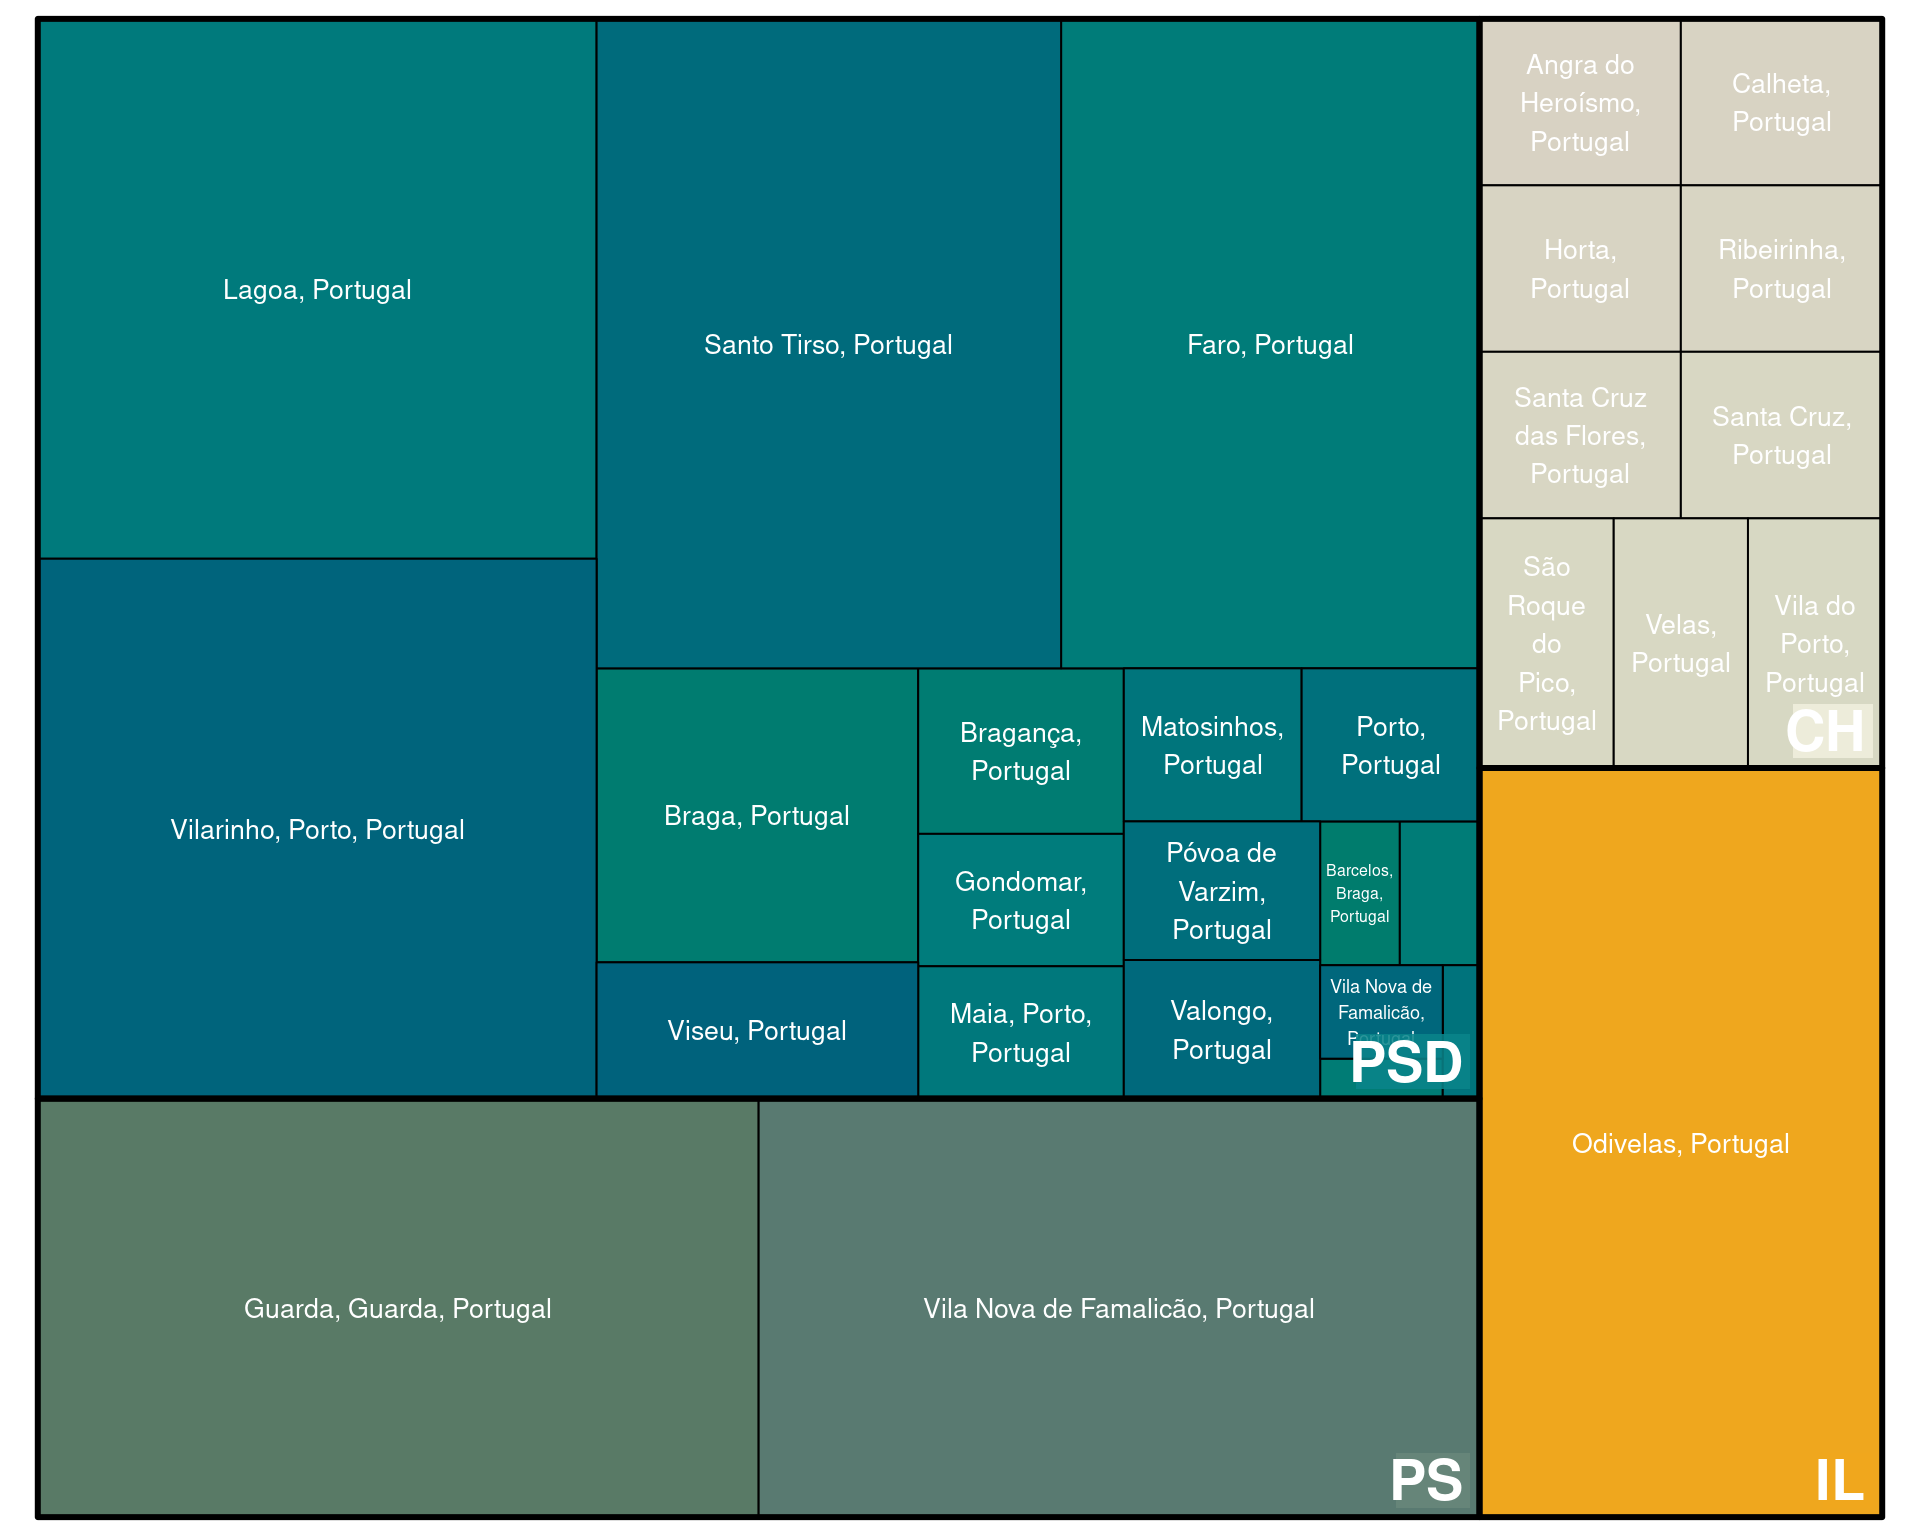 Lagoa, Portugal
Santo Tirso, Portugal
Faro, Portugal
Vilarinho, Porto, Portugal
Braga, Portugal
Viseu, Portugal
Bragança,
Portugal
Gondomar,
Portugal
Maia, Porto,
Portugal
Matosinhos,
Portugal
Porto,
Portugal
Póvoa de
Varzim,
Portugal
Valongo,
Portugal
Barcelos,
Braga,
Portugal
Vila Nova de
Famalicão,
Portugal
PSD
Guarda, Guarda, Portugal
Vila Nova de Famalicão, Portugal
PS
Angra do
Heroísmo,
Portugal
Calheta,
Portugal
Horta,
Portugal
Ribeirinha,
Portugal
Santa Cruz
das Flores,
Portugal
Santa Cruz,
Portugal
São
Roque
do
Pico,
Portugal
Velas,
Portugal
Vila do
Porto,
Portugal
CH
Odivelas, Portugal
IL